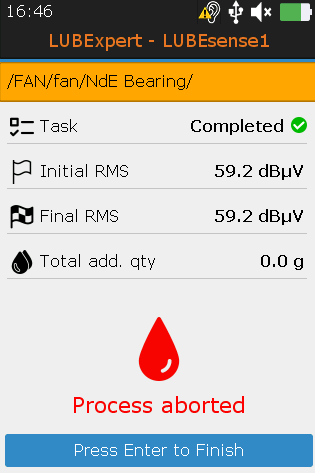 16:46
LUBExpert - LUBEsense1
/FAN/fan/NdE Bearing/
Task Completed
Initial RMS 59.2 dBµV
Final RMS 59.2 dBµV
Total add. qty 0.0 g
Process aborted
Press Enter to Finish